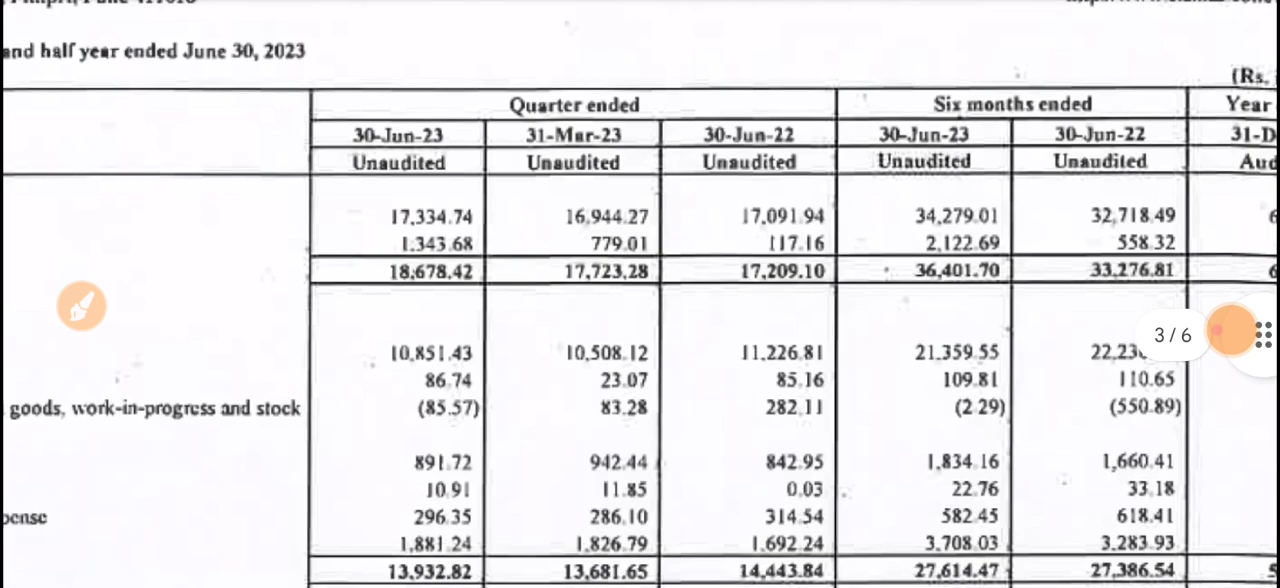 and half year ended June 30, 2023
(Rs.
Quarter ended Six months ended Year
30-Jun-23 31-Mar-23 30-Jun-22 30-Jun-23 30-Jun-22 31-D
Unaudited Unaudited Unaudited Unaudited Unaudited Aud
17,334.74 16,944.27 17,091.94 34,279.01 32,718.49 6
1.343.68 779.01 117.16 2,122.69 558.32
18,678.42 17,723.28 17,209.10 36,401.70 33,276.81 6
3 / 6
10,851.43 10,508.12 11,226.81 21,359.55
86.74 23.07 85.16 109.81 110.65
goods, work-in-progress and stock (85.57) 83.28 282.11 (2.29) (550.89)
891.72 942.44 842.95 1,834.16 1,660.41
10.91 11.85 0.03 22.76 33.18
pense 296.35 286.10 314.54 582.45 618.41
1,881.24 1,826.79 1.692.24 3,708.03 3.283.93
13,932.82 13,681.65 14,443.84 27,614.47 27,386.54